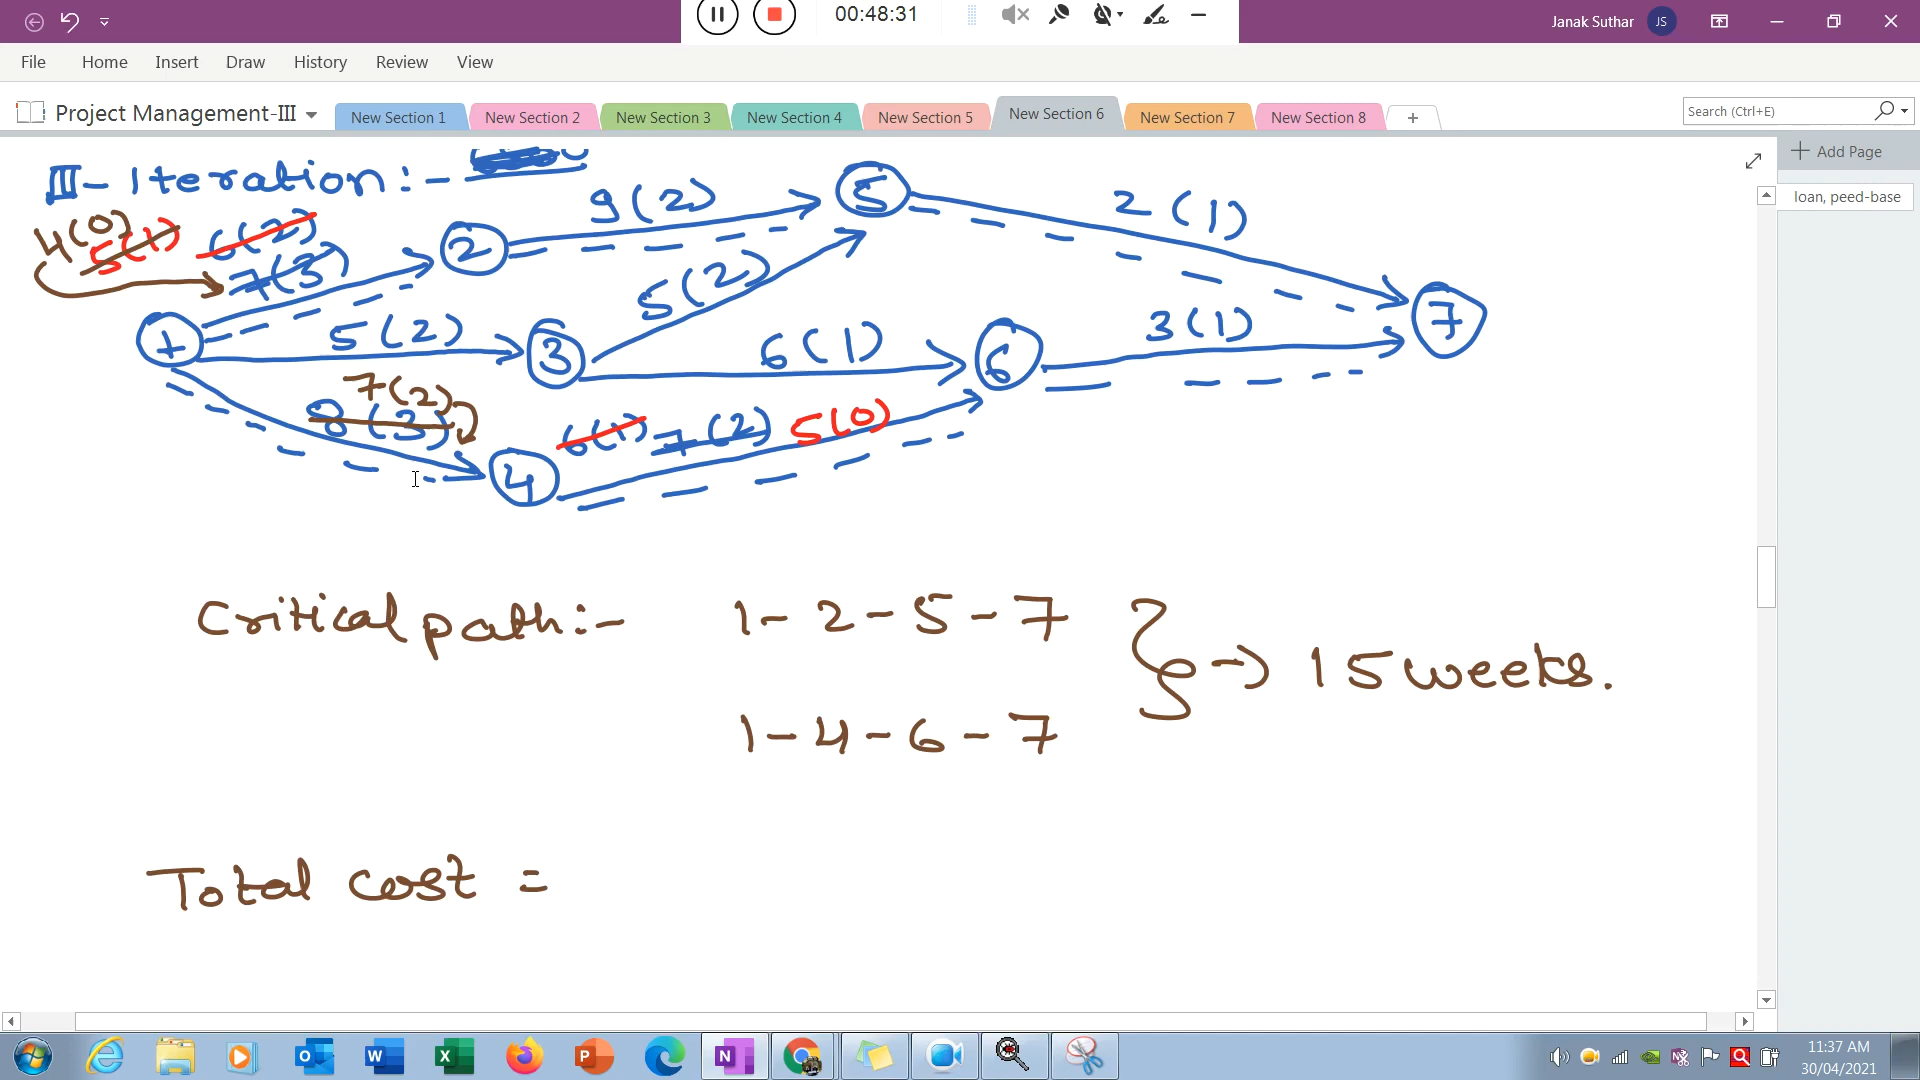 00:48:31
Janak Suthar JS
File Home Insert Draw History Review View
Project Management-III New Section 1 New Section 2 New Section 3 New Section 4 New Section 5 New Section 6 New Section 7 New Section 8 + Search (Ctrl+E)
Add Page
loan, peed-base
III - Iteration :-
9(2)
5
2(1)
4(0)
5(1)
6(2)
7(3)
2
5(2)
7
1
5(2)
3
6(1)
6
3(1)
7(2)
8(3)
6(1) 7(2) 5(0)
4
Critical path:- 1-2-5-7
→ 15 weeks.
1-4-6-7
Total cost =
11:37 AM
30/04/2021